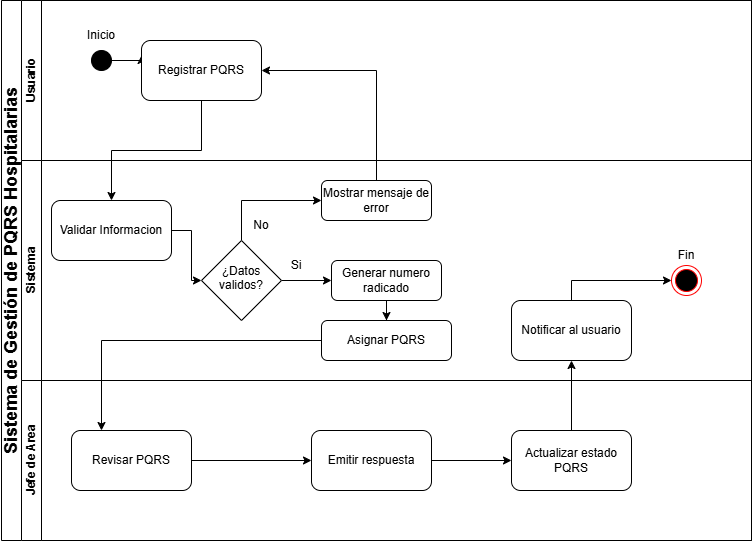 Sistema de Gestión de PQRS Hospitalarias
Usuario
Inicio
Registrar PQRS
Sistema
Validar Informacion
¿Datos
validos?
No
Mostrar mensaje de
error
Si
Generar numero
radicado
Asignar PQRS
Notificar al usuario
Fin
Jefe de Area
Revisar PQRS
Emitir respuesta
Actualizar estado
PQRS